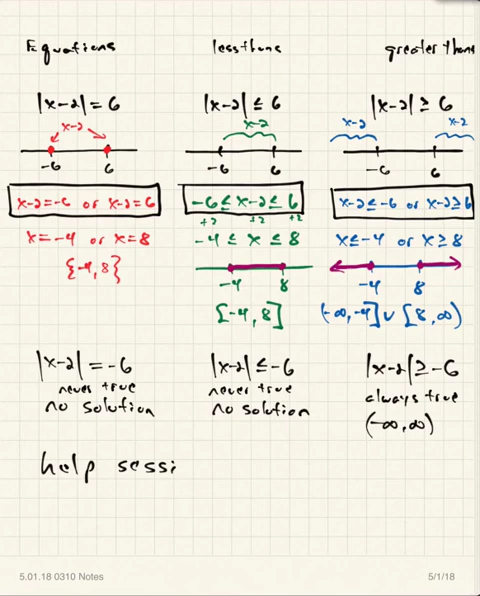 Equations
|x-2| = 6
x-2
-6 6
x-2=-6 or x-2=6
x=-4 or x=8
{-4,8}
less thans
|x-2| ≤ 6
x-2
-6 6
-6 ≤ x-2 ≤ 6
+2 +2 +2
-4 ≤ x ≤ 8
-4 8
[-4, 8]
greater thans
|x-2| ≥ 6
x-2 x-2
-6 6
x-2 ≤ -6 or x-2 ≥ 6
x ≤ -4 or x ≥ 8
-4 8
(-∞, -4] ∪ [8, ∞)
|x-2| = -6
never true
no solution
|x-2| ≤ -6
never true
no solution
|x-2| ≥ -6
always true
(-∞, ∞)
help sessi
5.01.18 0310 Notes
5/1/18